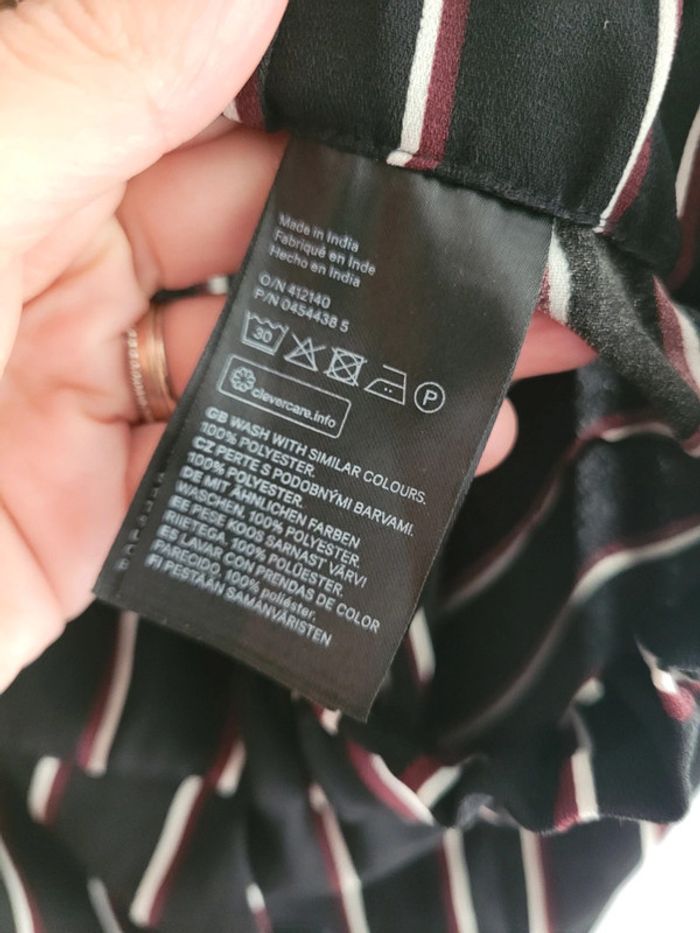 Made in India
Fabriqué en Inde
Hecho en India
O/N 412140
P/N 0454438 5
30 P
clevercare.info
GB WASH WITH SIMILAR COLOURS.
100% POLYESTER.
CZ PERTE S PODOBNÝMI BARVAMI.
100% POLYESTER.
DE MIT ÄHNLICHEN FARBEN
WASCHEN. 100% POLYESTER.
EE PESE KOOS SARNAST VÄRVI
RIIETEGA. 100% POLÜESTER.
ES LAVAR CON PRENDAS DE COLOR
PARECIDO. 100% poliéster.
FI PESTÄÄN SAMANVÄRISTEN